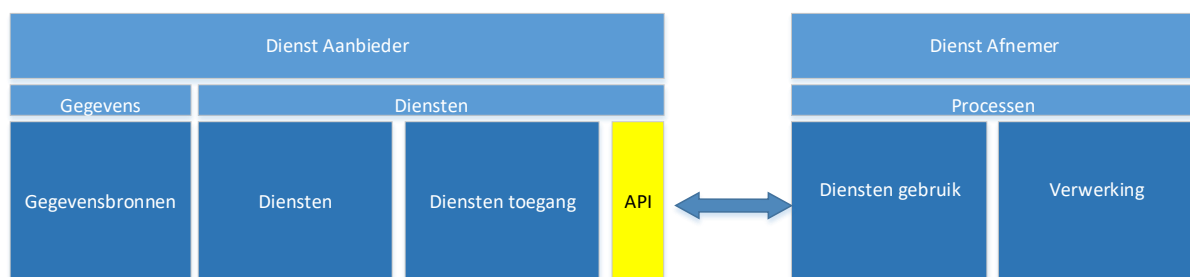 Dienst Aanbieder
Dienst Afnemer
Gegevens
Diensten
Processen
Gegevensbronnen
Diensten
Diensten toegang
API
Diensten gebruik
Verwerking